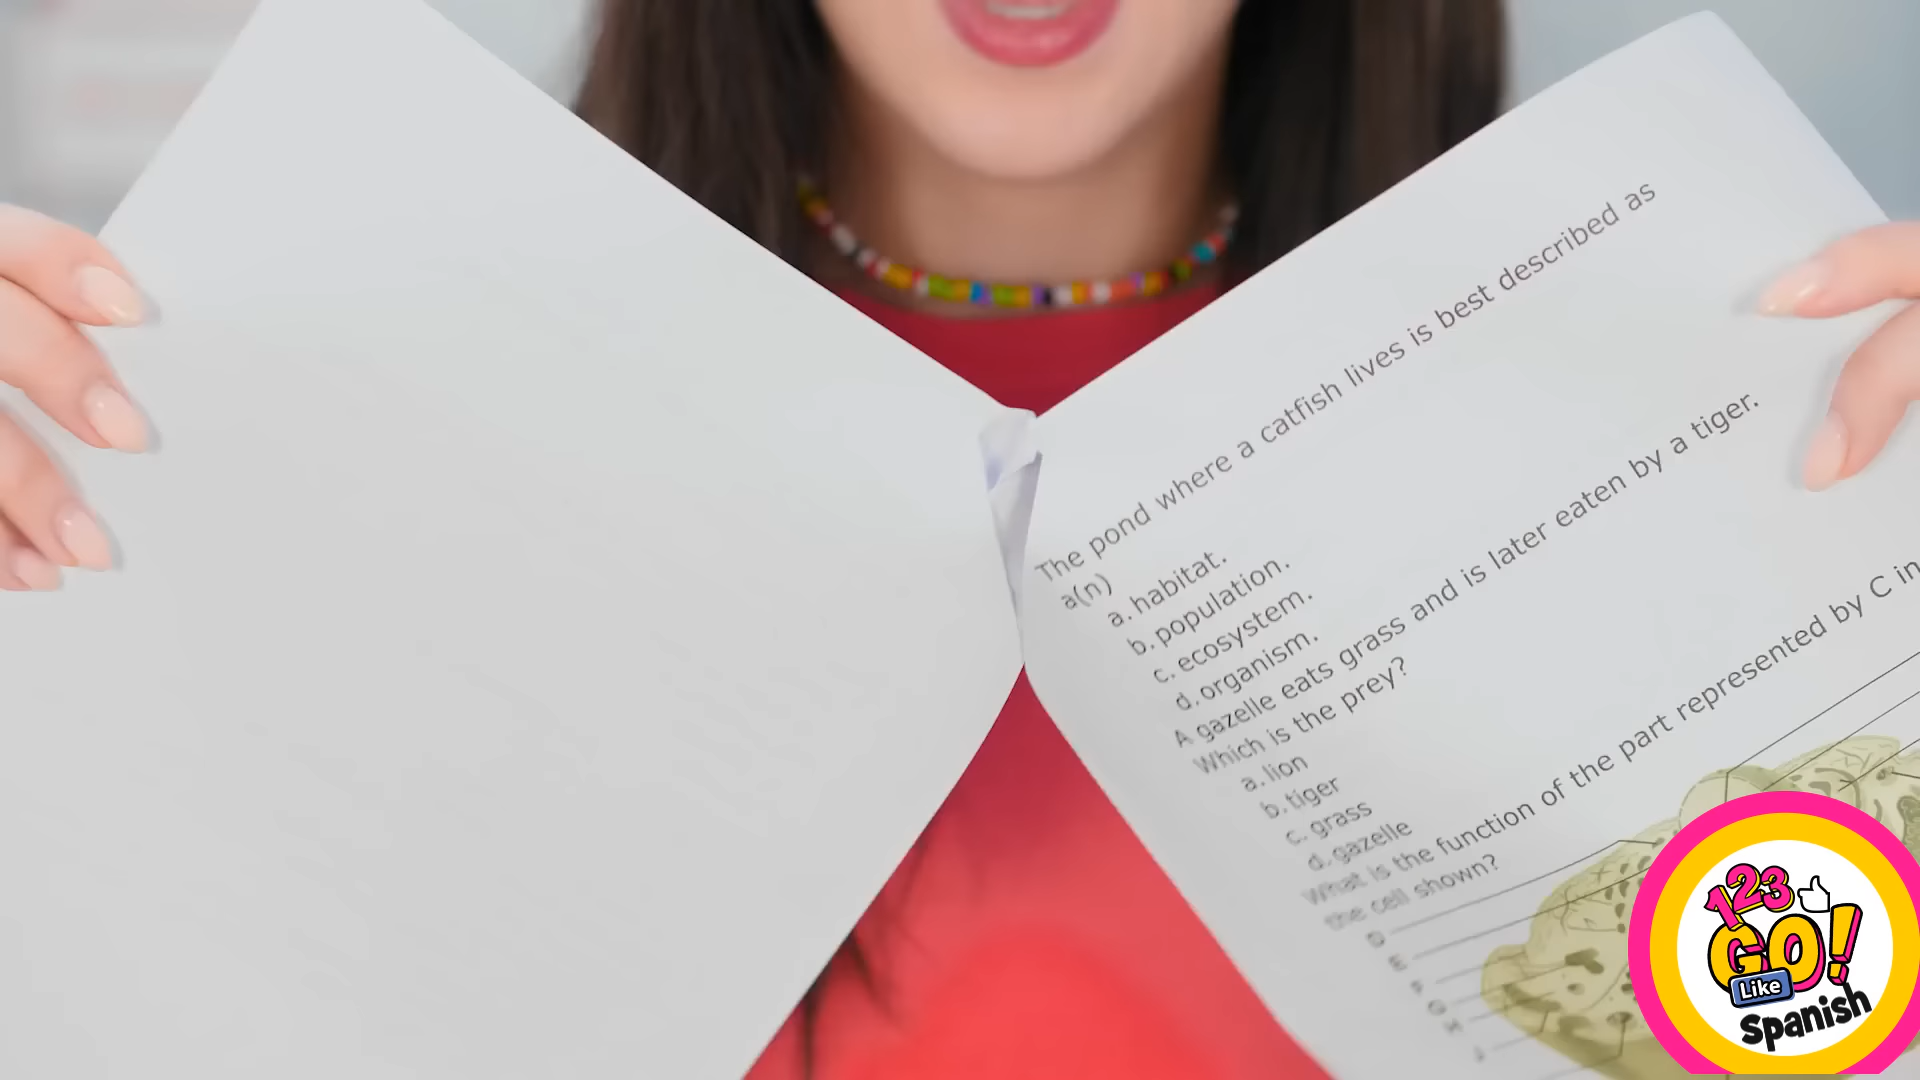 The pond where a catfish lives is best described as
a(n)
a. habitat.
b. population.
c. ecosystem.
d. organism.
A gazelle eats grass and is later eaten by a tiger.
Which is the prey?
a. lion
b. tiger
c. grass
d. gazelle
What is the function of the part represented by C in
the cell shown?
123
GO!
Like
Spanish